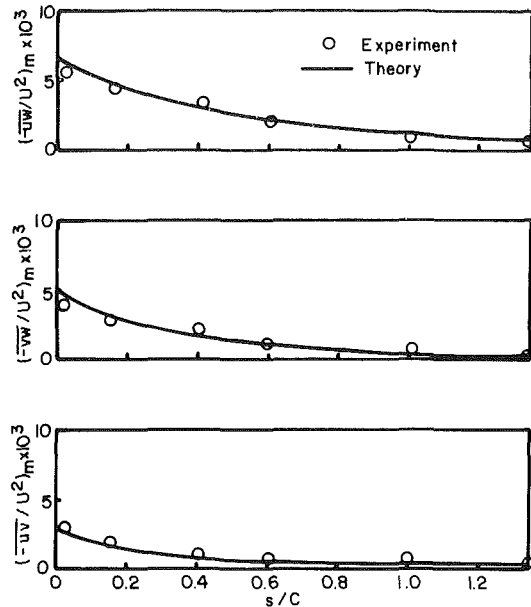 10
5
0
(-uw/U²)m x10³
Experiment
Theory
10
5
0
(-vw/U²)m x10³
10
5
0
(-uv/U²)m x10³
0 0.2 0.4 0.6 0.8 1.0 1.2
s/C